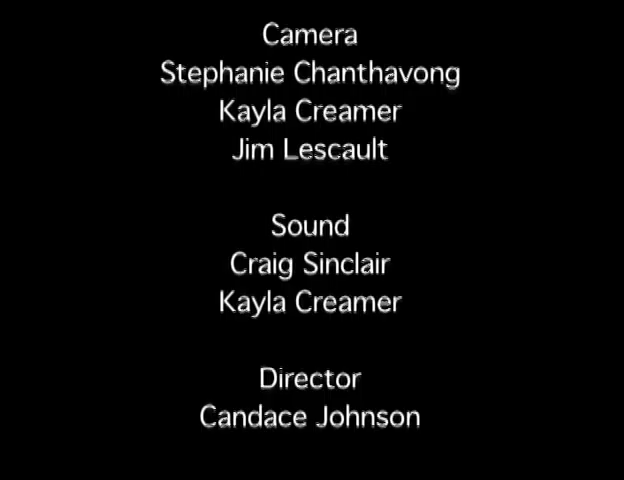 Camera
Stephanie Chanthavong
Kayla Creamer
Jim Lescault
Sound
Craig Sinclair
Kayla Creamer
Director
Candace Johnson